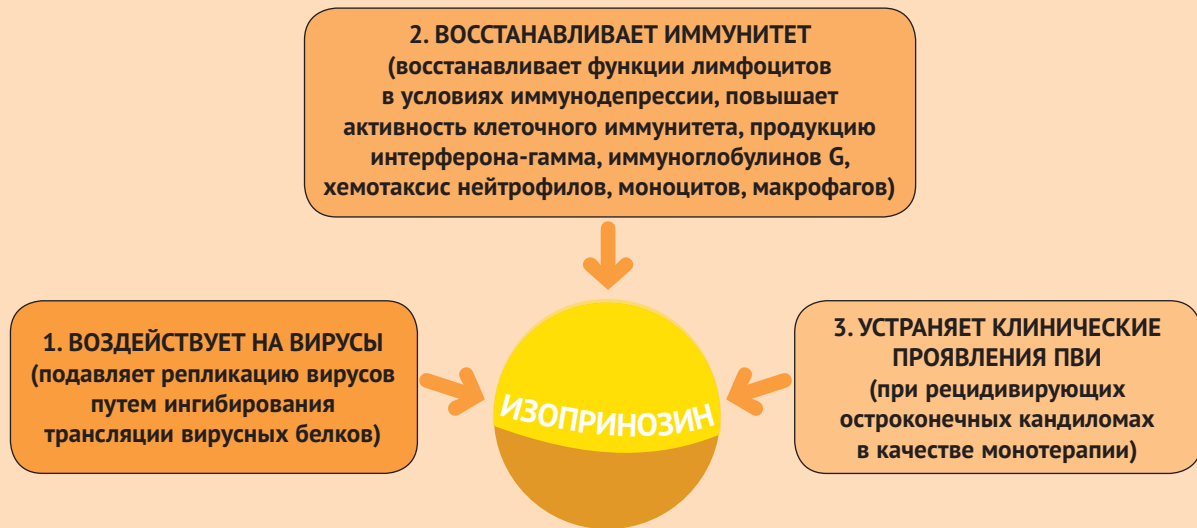 2. ВОССТАНАВЛИВАЕТ ИММУНИТЕТ
(восстанавливает функции лимфоцитов
в условиях иммунодепрессии, повышает
активность клеточного иммунитета, продукцию
интерферона-гамма, иммуноглобулинов G,
хемотаксис нейтрофилов, моноцитов, макрофагов)
1. ВОЗДЕЙСТВУЕТ НА ВИРУСЫ
(подавляет репликацию вирусов
путем ингибирования
трансляции вирусных белков)
ИЗОПРИНОЗИН
3. УСТРАНЯЕТ КЛИНИЧЕСКИЕ
ПРОЯВЛЕНИЯ ПВИ
(при рецидивирующих
остроконечных кандиломах
в качестве монотерапии)